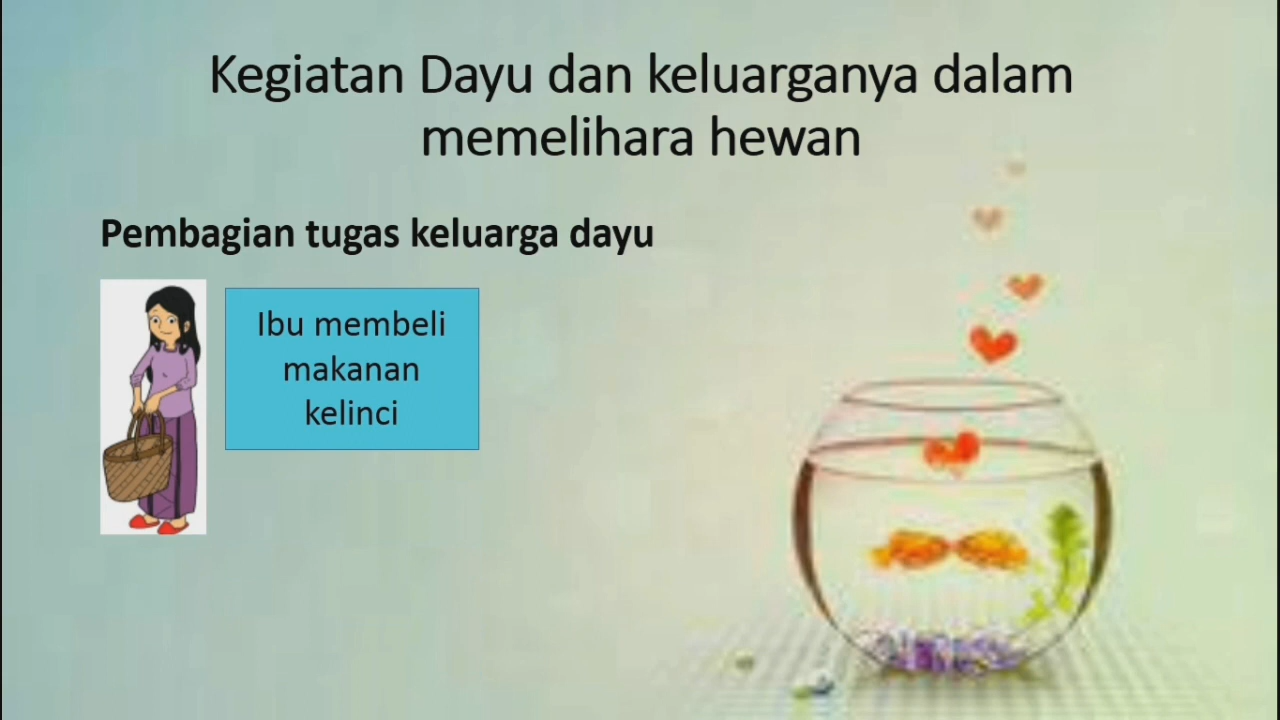 Kegiatan Dayu dan keluarganya dalam
memelihara hewan
Pembagian tugas keluarga dayu
Ibu membeli
makanan
kelinci